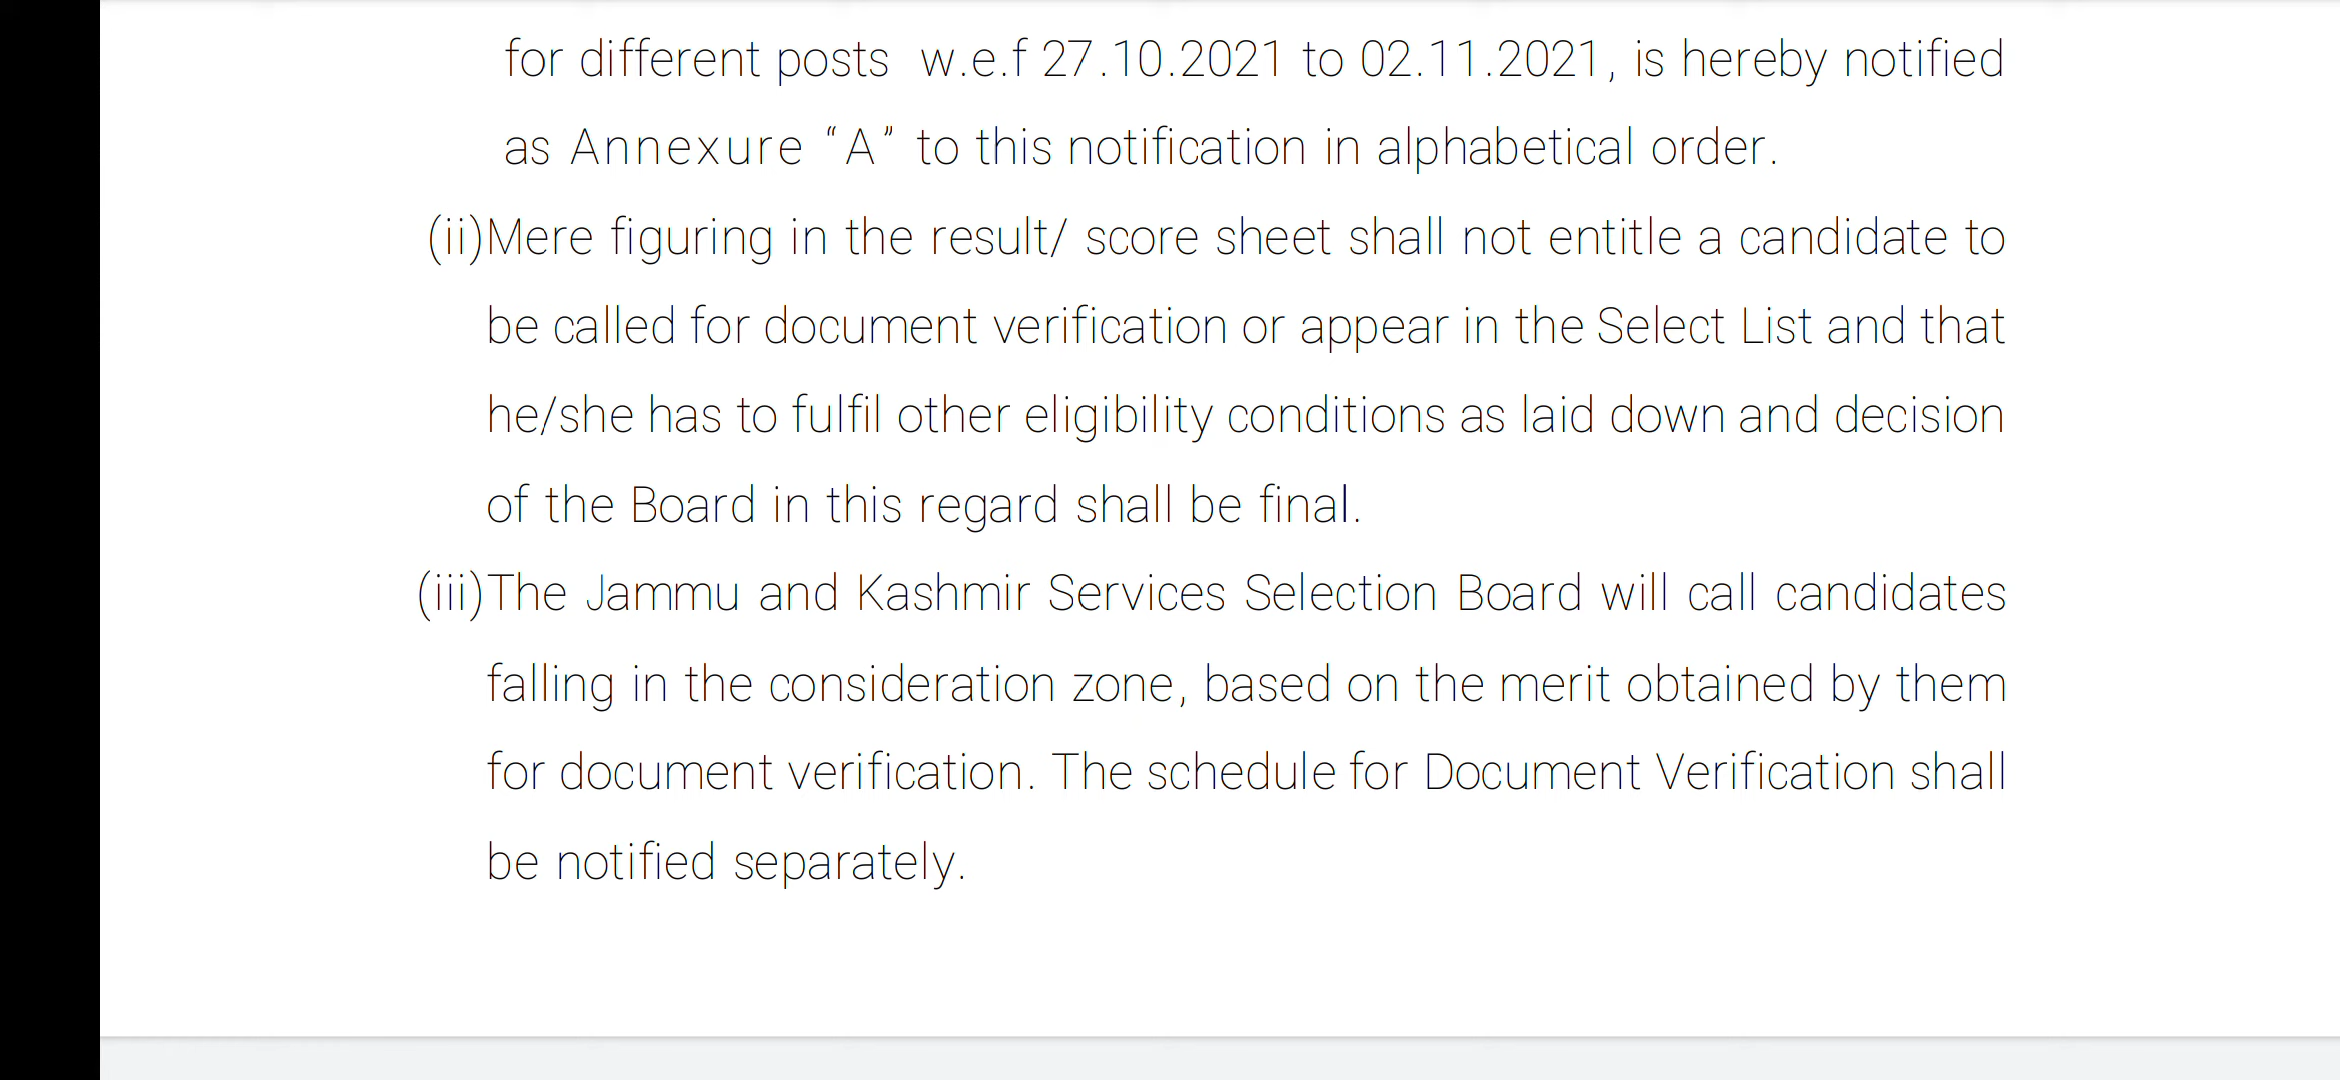 for different posts w.e.f 27.10.2021 to 02.11.2021, is hereby notified
as Annexure “A” to this notification in alphabetical order.
(ii)Mere figuring in the result/ score sheet shall not entitle a candidate to
be called for document verification or appear in the Select List and that
he/she has to fulfil other eligibility conditions as laid down and decision
of the Board in this regard shall be final.
(iii)The Jammu and Kashmir Services Selection Board will call candidates
falling in the consideration zone, based on the merit obtained by them
for document verification. The schedule for Document Verification shall
be notified separately.